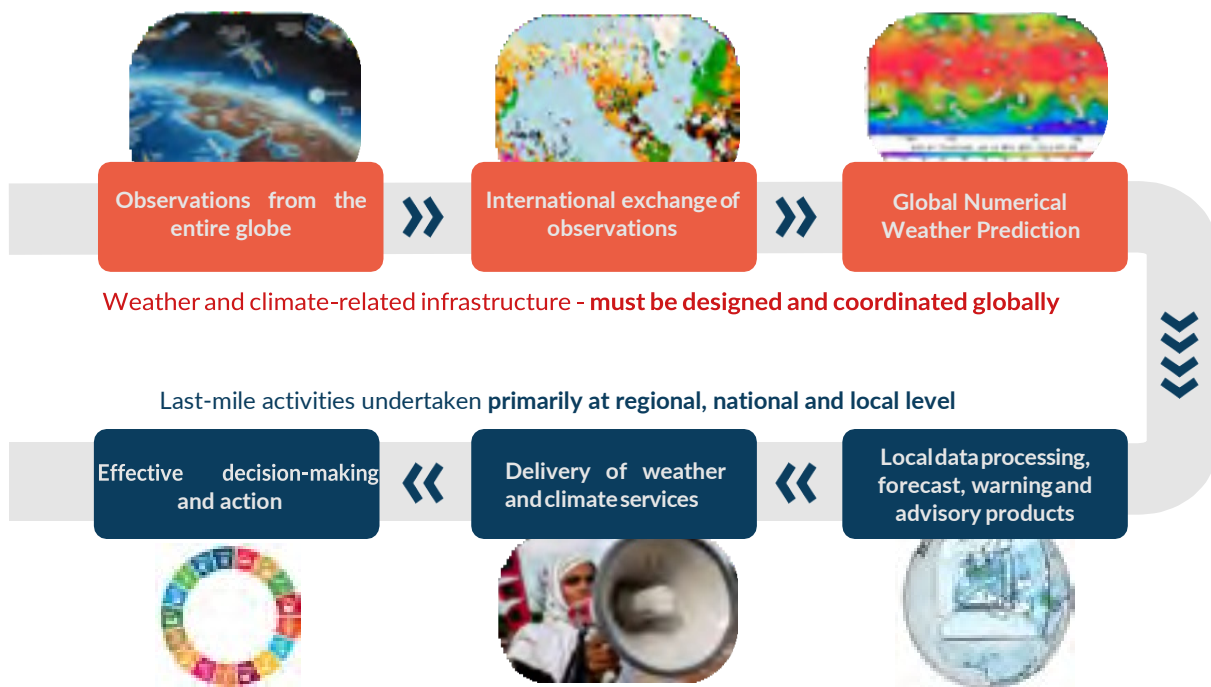 Observations from the
entire globe
International exchange of
observations
Global Numerical
Weather Prediction
Weather and climate-related infrastructure - must be designed and coordinated globally
Last-mile activities undertaken primarily at regional, national and local level
Effective decision-making
and action
Delivery of weather
and climate services
Local data processing,
forecast, warning and
advisory products